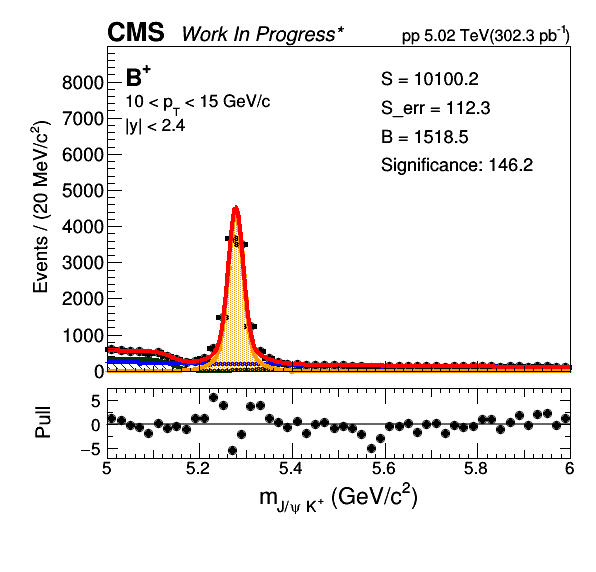 CMS Work In Progress* pp 5.02 TeV(302.3 pb⁻¹)
B⁺
10 < p_T < 15 GeV/c
|y| < 2.4
S = 10100.2
S_err = 112.3
B = 1518.5
Significance: 146.2
Events / (20 MeV/c²)
8000
7000
6000
5000
4000
3000
2000
1000
0
Pull
5
0
−5
5 5.2 5.4 5.6 5.8 6
m_{J/ψ K⁺} (GeV/c²)